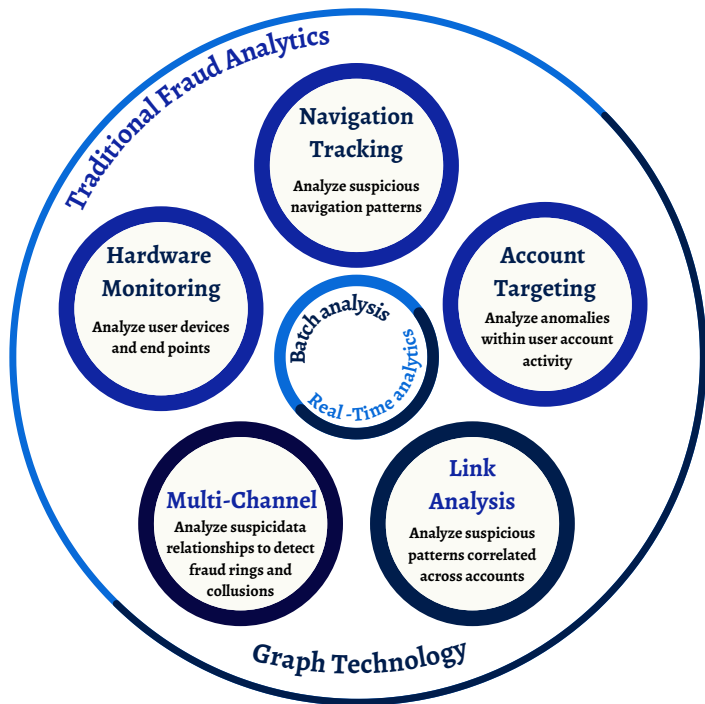 Traditional Fraud Analytics
Navigation
Tracking
Analyze suspicious
navigation patterns
Hardware
Monitoring
Analyze user devices
and end points
Account
Targeting
Analyze anomalies
within user account
activity
Batch analysis
Real -Time analytics
Multi-Channel
Analyze suspicidata
relationships to detect
fraud rings and
collusions
Link
Analysis
Analyze suspicious
patterns correlated
across accounts
Graph Technology